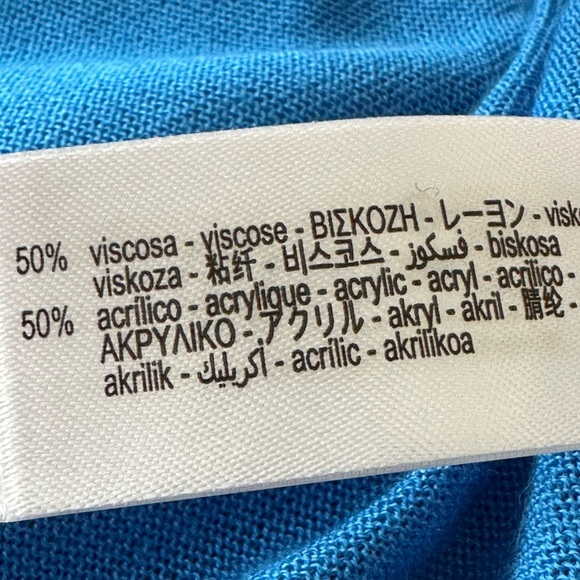 50% viscosa - viscose - ΒΙΣΚΟΖΗ - レーヨン - visk
viskoza - 粘纤 - 비스코스 - فسكوز - biskosa
50% acrílico - acrylique - acrylic - acryl - acrilico -
ΑΚΡΥΛΙΚΟ - アクリル - akryl - akril - 腈纶 -
akrilik - أكريليك - acrílic - akrilikoa